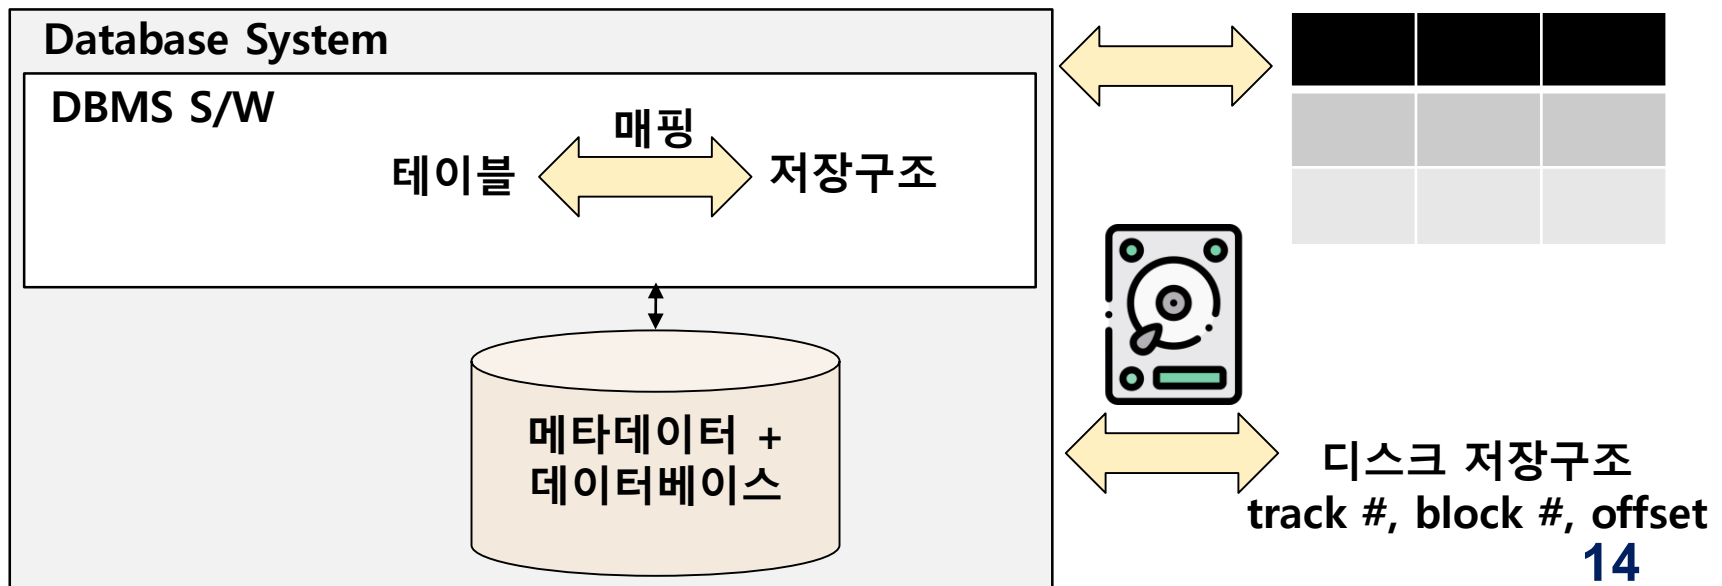 Database System
DBMS S/W
매핑
테이블
저장구조
메타데이터 +
데이터베이스
디스크 저장구조
track #, block #, offset
14